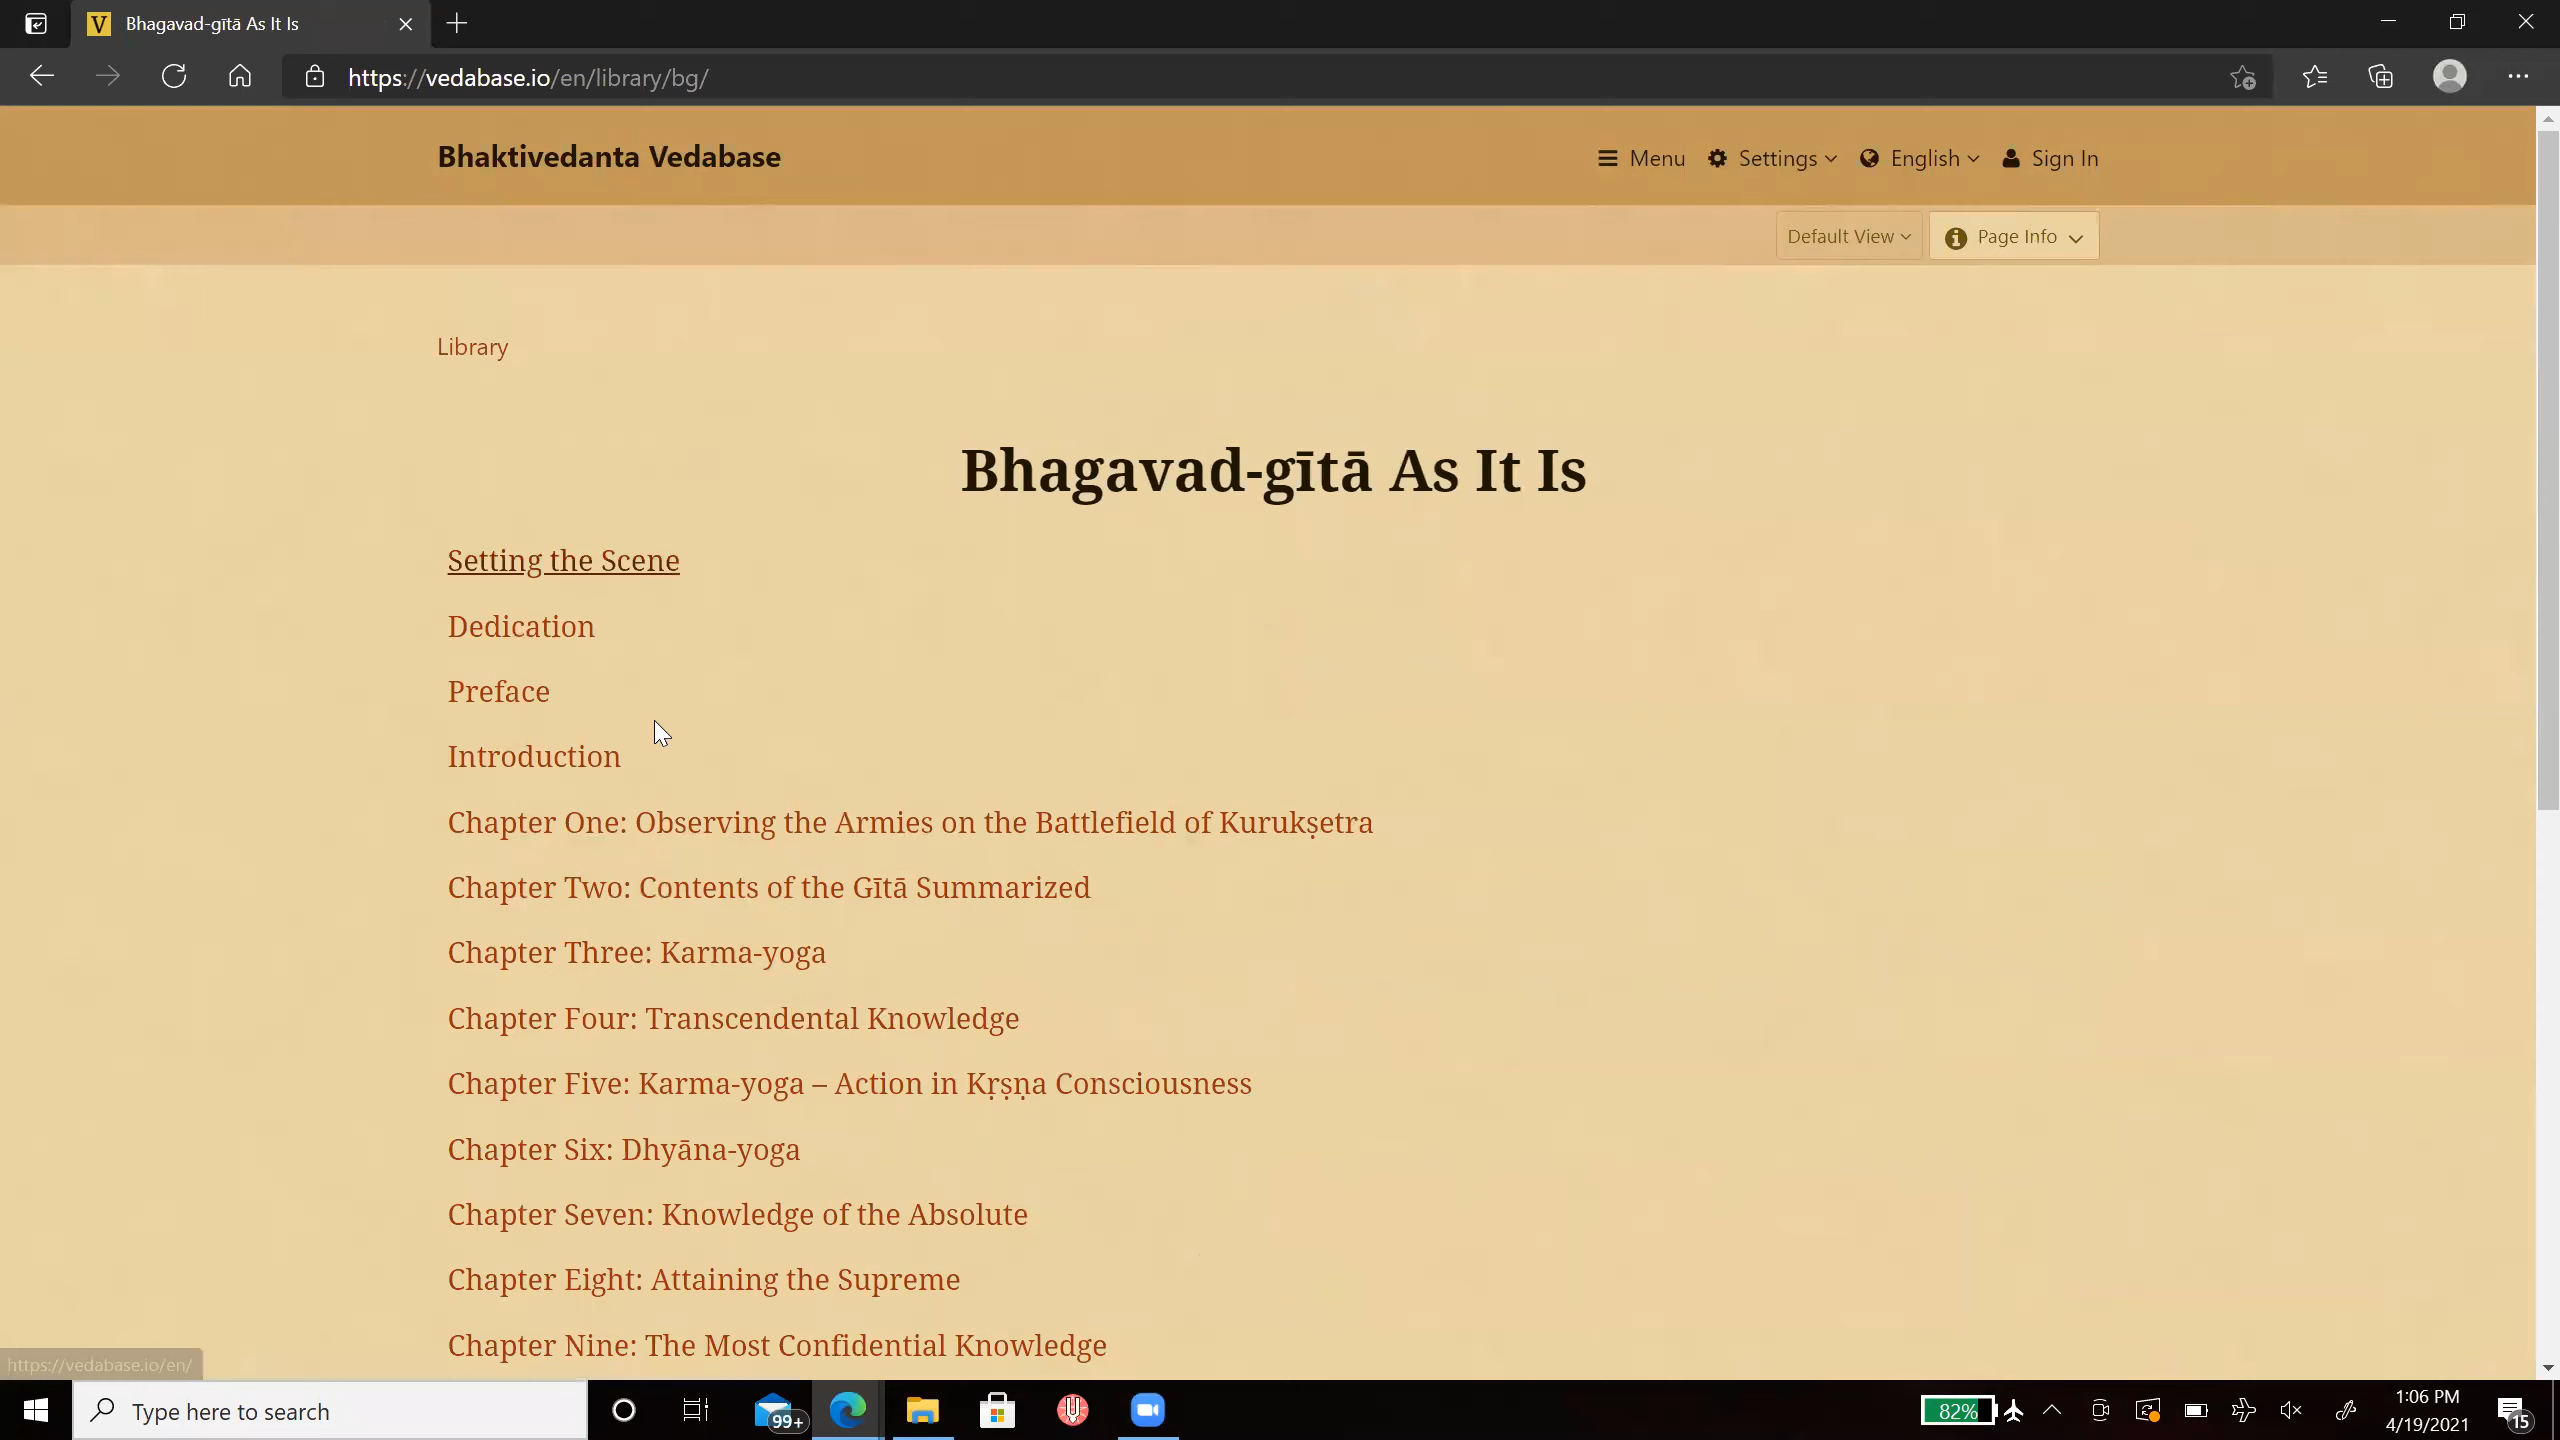 Bhagavad-gītā As It Is
https://vedabase.io/en/library/bg/
Bhaktivedanta Vedabase
Menu
Settings
English
Sign In
Default View
Page Info
Library
Bhagavad-gītā As It Is
Setting the Scene
Dedication
Preface
Introduction
Chapter One: Observing the Armies on the Battlefield of Kurukṣetra
Chapter Two: Contents of the Gītā Summarized
Chapter Three: Karma-yoga
Chapter Four: Transcendental Knowledge
Chapter Five: Karma-yoga – Action in Kṛṣṇa Consciousness
Chapter Six: Dhyāna-yoga
Chapter Seven: Knowledge of the Absolute
Chapter Eight: Attaining the Supreme
Chapter Nine: The Most Confidential Knowledge
https://vedabase.io/en/
Type here to search
99+
82%
1:06 PM
4/19/2021
15